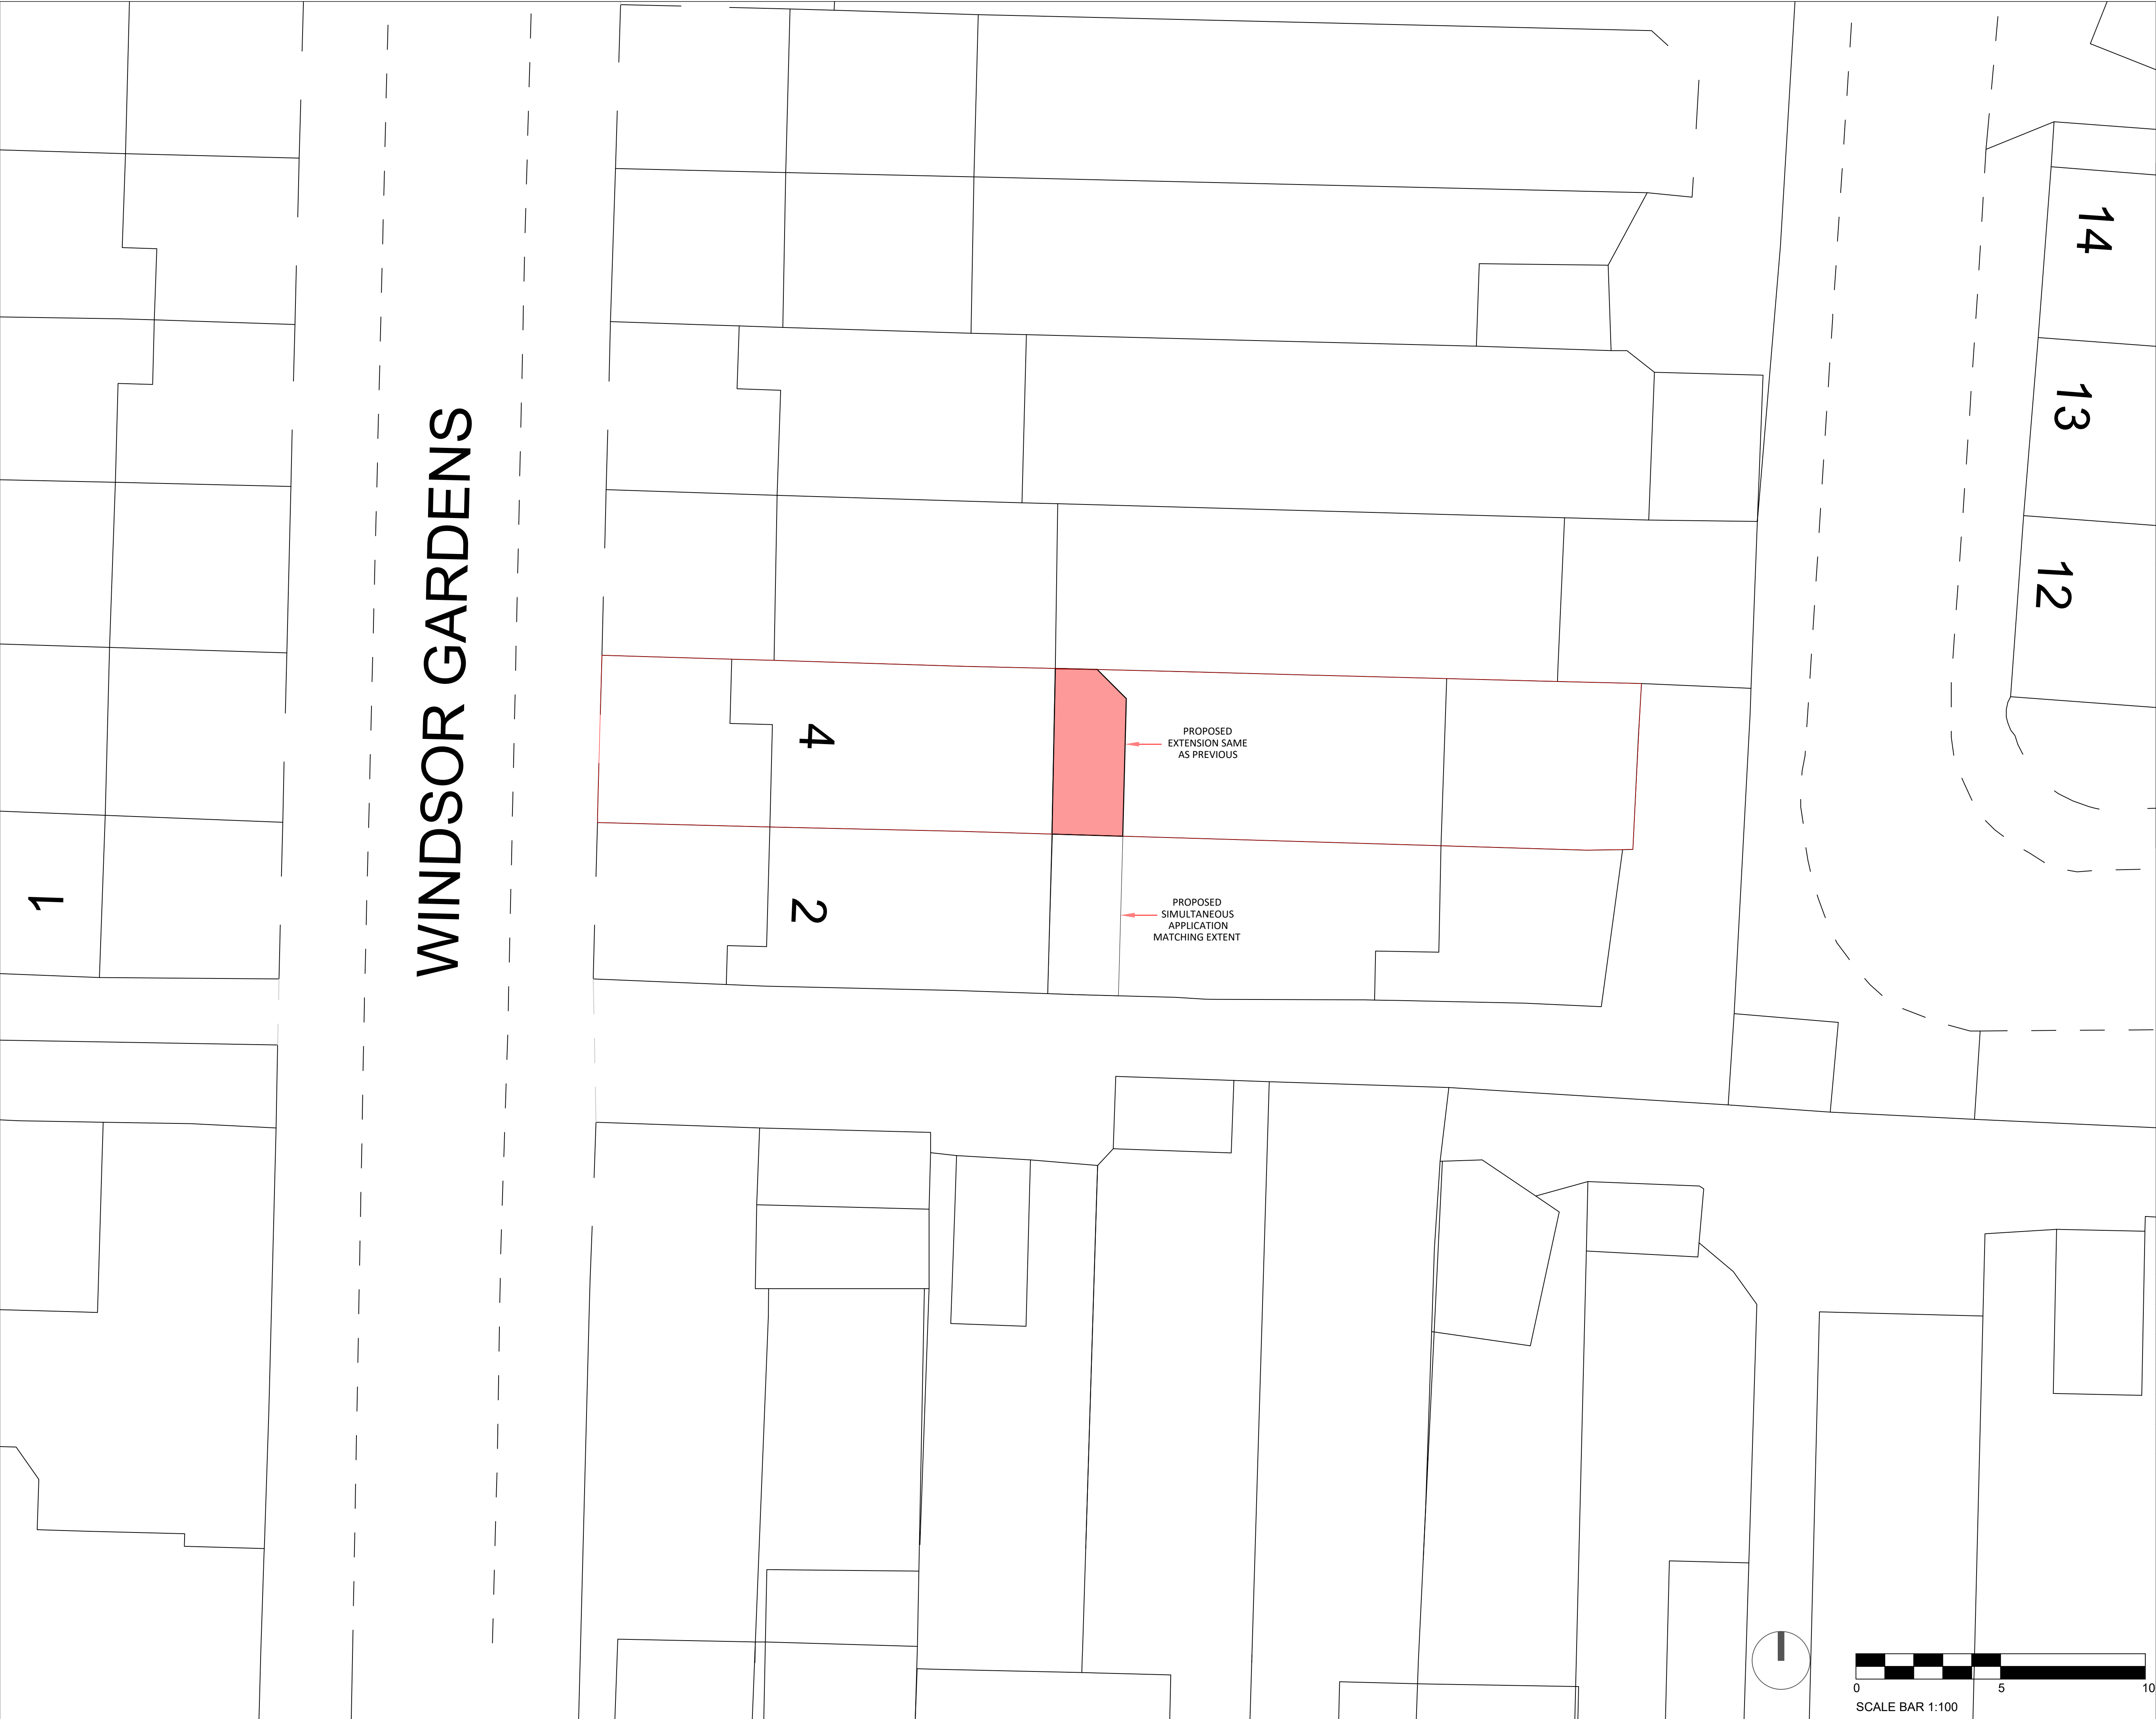 14
13
12
WINDSOR GARDENS
4
PROPOSED
EXTENSION SAME
AS PREVIOUS
1
2
PROPOSED
SIMULTANEOUS
APPLICATION
MATCHING EXTENT
0 5 10
SCALE BAR 1:100